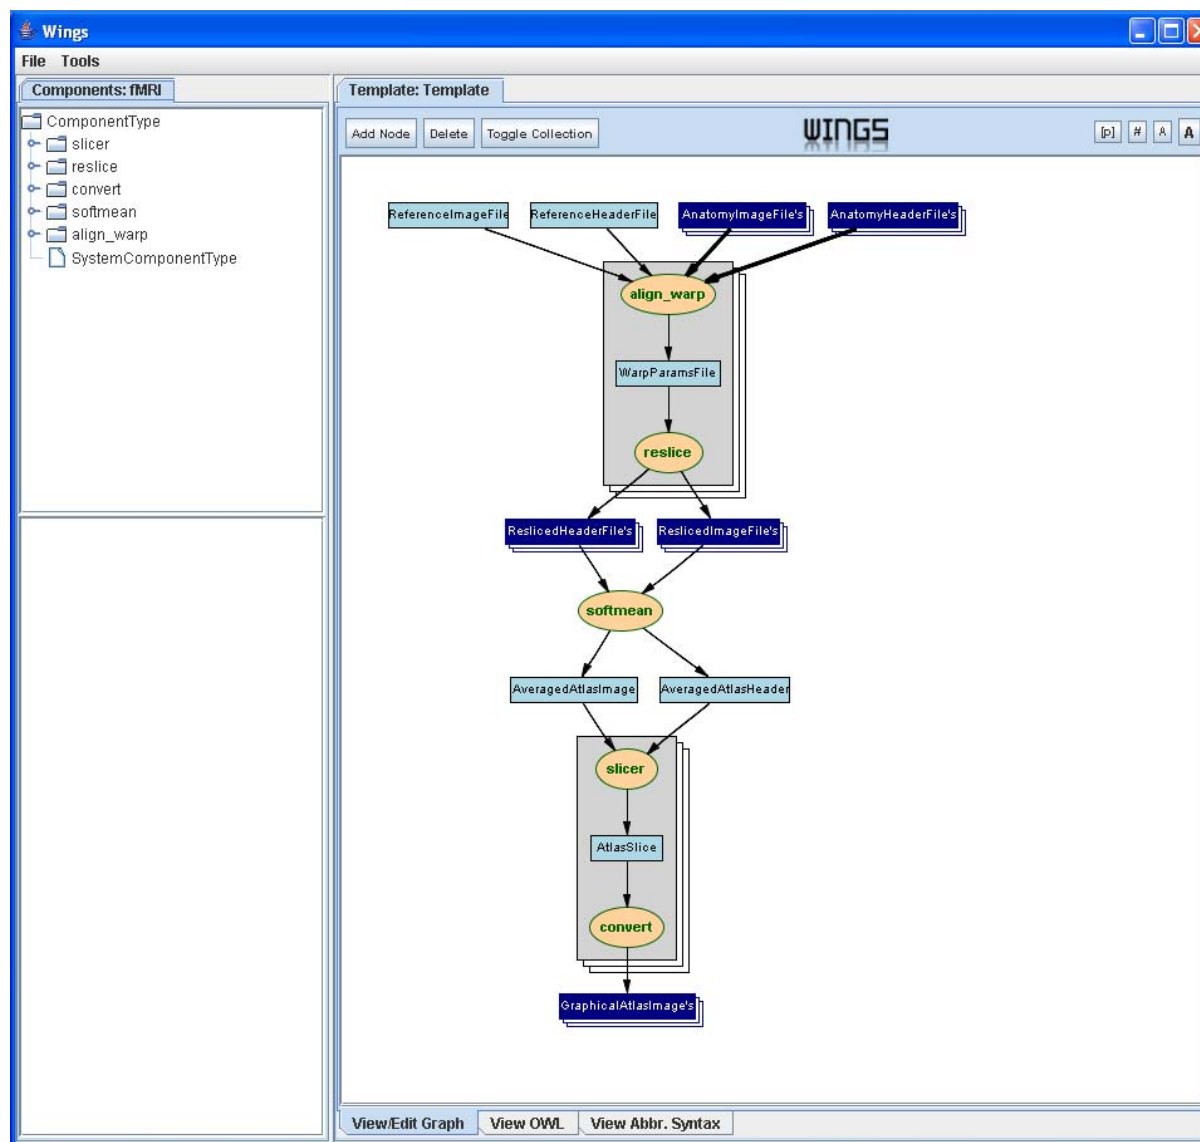 Wings
File Tools
Components: fMRI
ComponentType
slicer
reslice
convert
softmean
align_warp
SystemComponentType
Template: Template
Add Node Delete Toggle Collection WINGS [p] # A A
ReferenceImageFile ReferenceHeaderFile AnatomyImageFile's AnatomyHeaderFile's
align_warp
WarpParamsFile
reslice
ReslicedHeaderFile's ReslicedImageFile's
softmean
AveragedAtlasImage AveragedAtlasHeader
slicer
AtlasSlice
convert
GraphicalAtlasImage's
View/Edit Graph View OWL View Abbr. Syntax